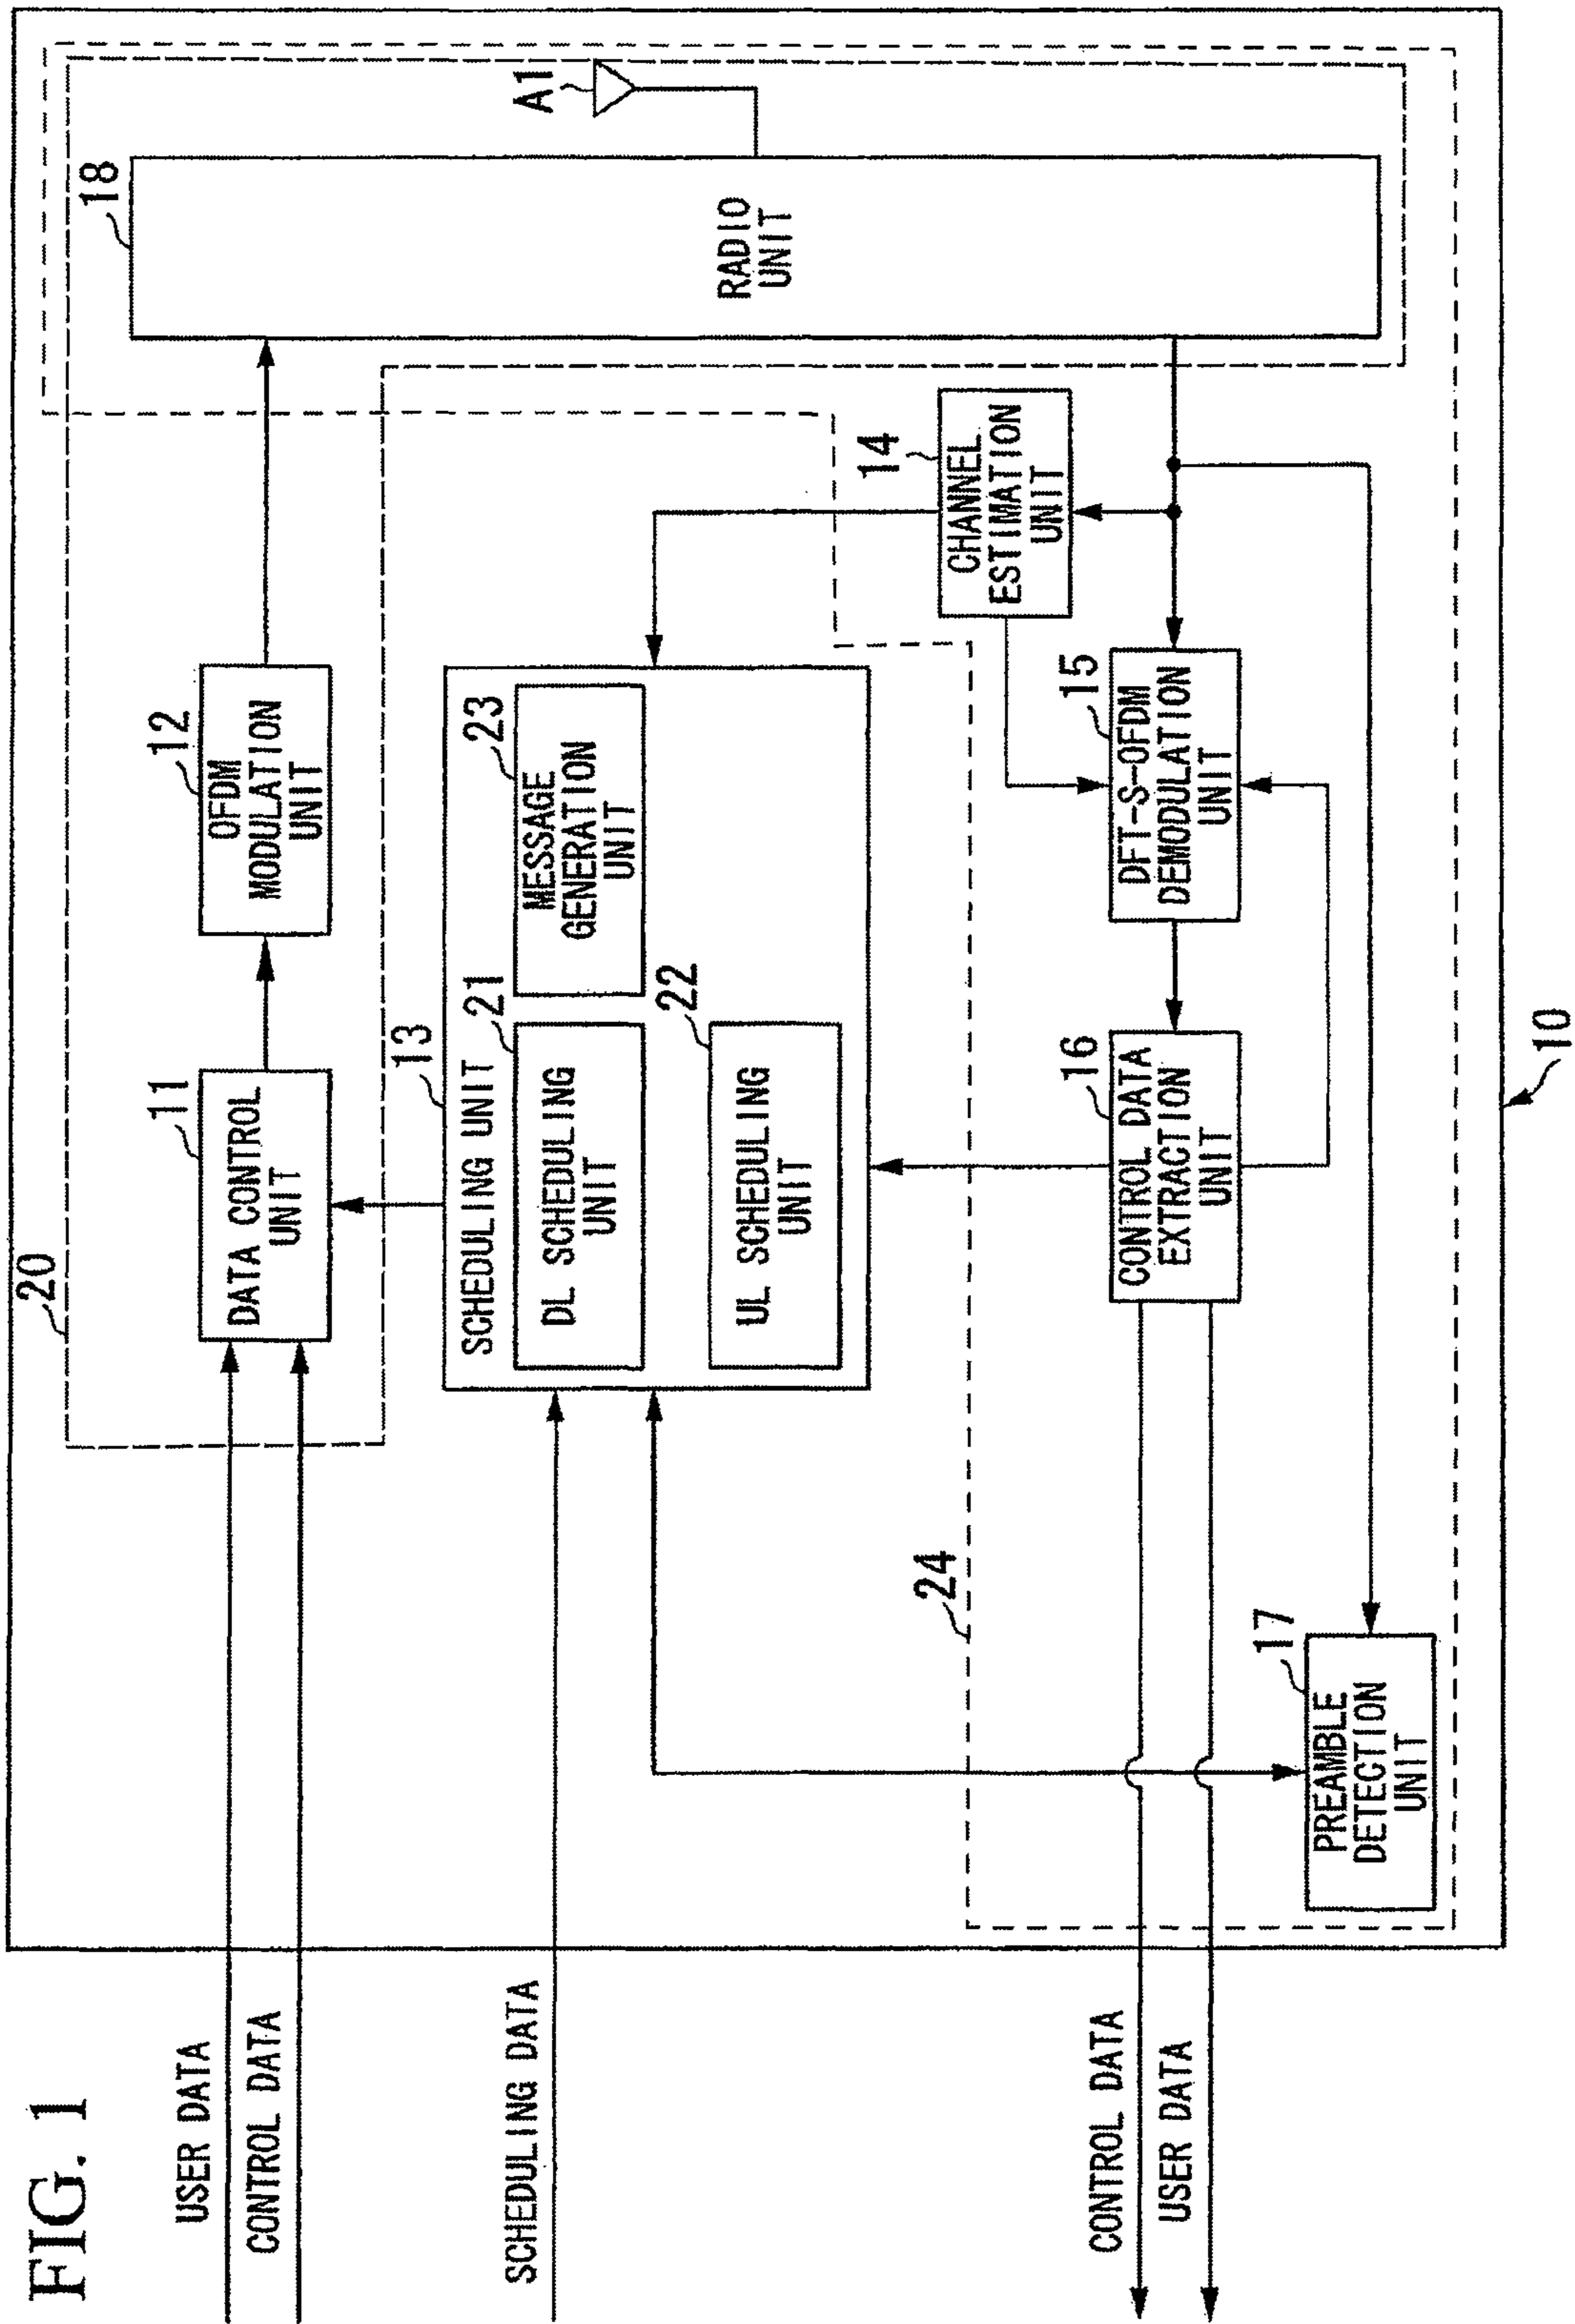 FIG. 1
20
USER DATA
CONTROL DATA
11
DATA CONTROL
UNIT
12
OFDM
MODULATION
UNIT
18
RADIO
UNIT
A1
SCHEDULING DATA
13
SCHEDULING UNIT
21
DL SCHEDULING
UNIT
23
MESSAGE
GENERATION
UNIT
22
UL SCHEDULING
UNIT
14
CHANNEL
ESTIMATION
UNIT
24
CONTROL DATA
USER DATA
16
CONTROL DATA
EXTRACTION
UNIT
15
DFT-S-OFDM
DEMODULATION
UNIT
17
PREAMBLE
DETECTION
UNIT
10